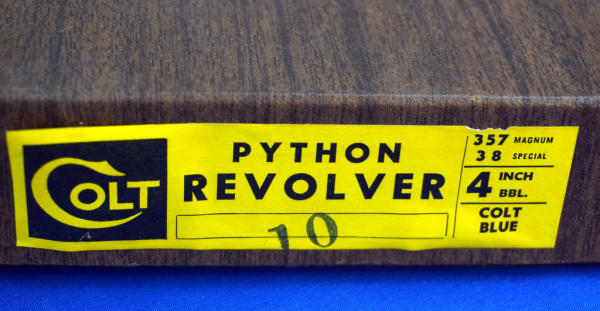 COLT
PYTHON
REVOLVER
10
357 MAGNUM
38 SPECIAL
4 INCH
BBL.
COLT
BLUE